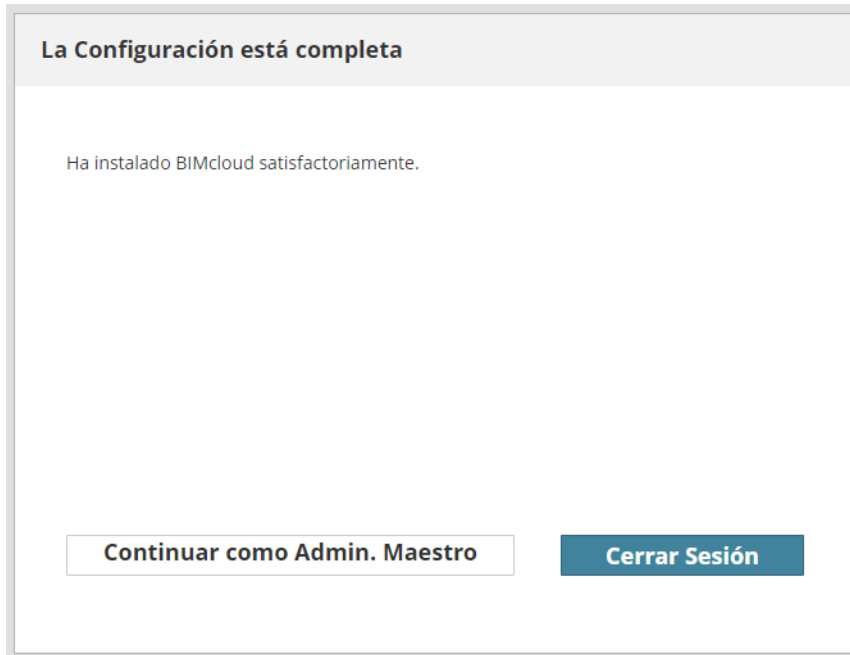 La Configuración está completa
Ha instalado BIMcloud satisfactoriamente.
Continuar como Admin. Maestro
Cerrar Sesión